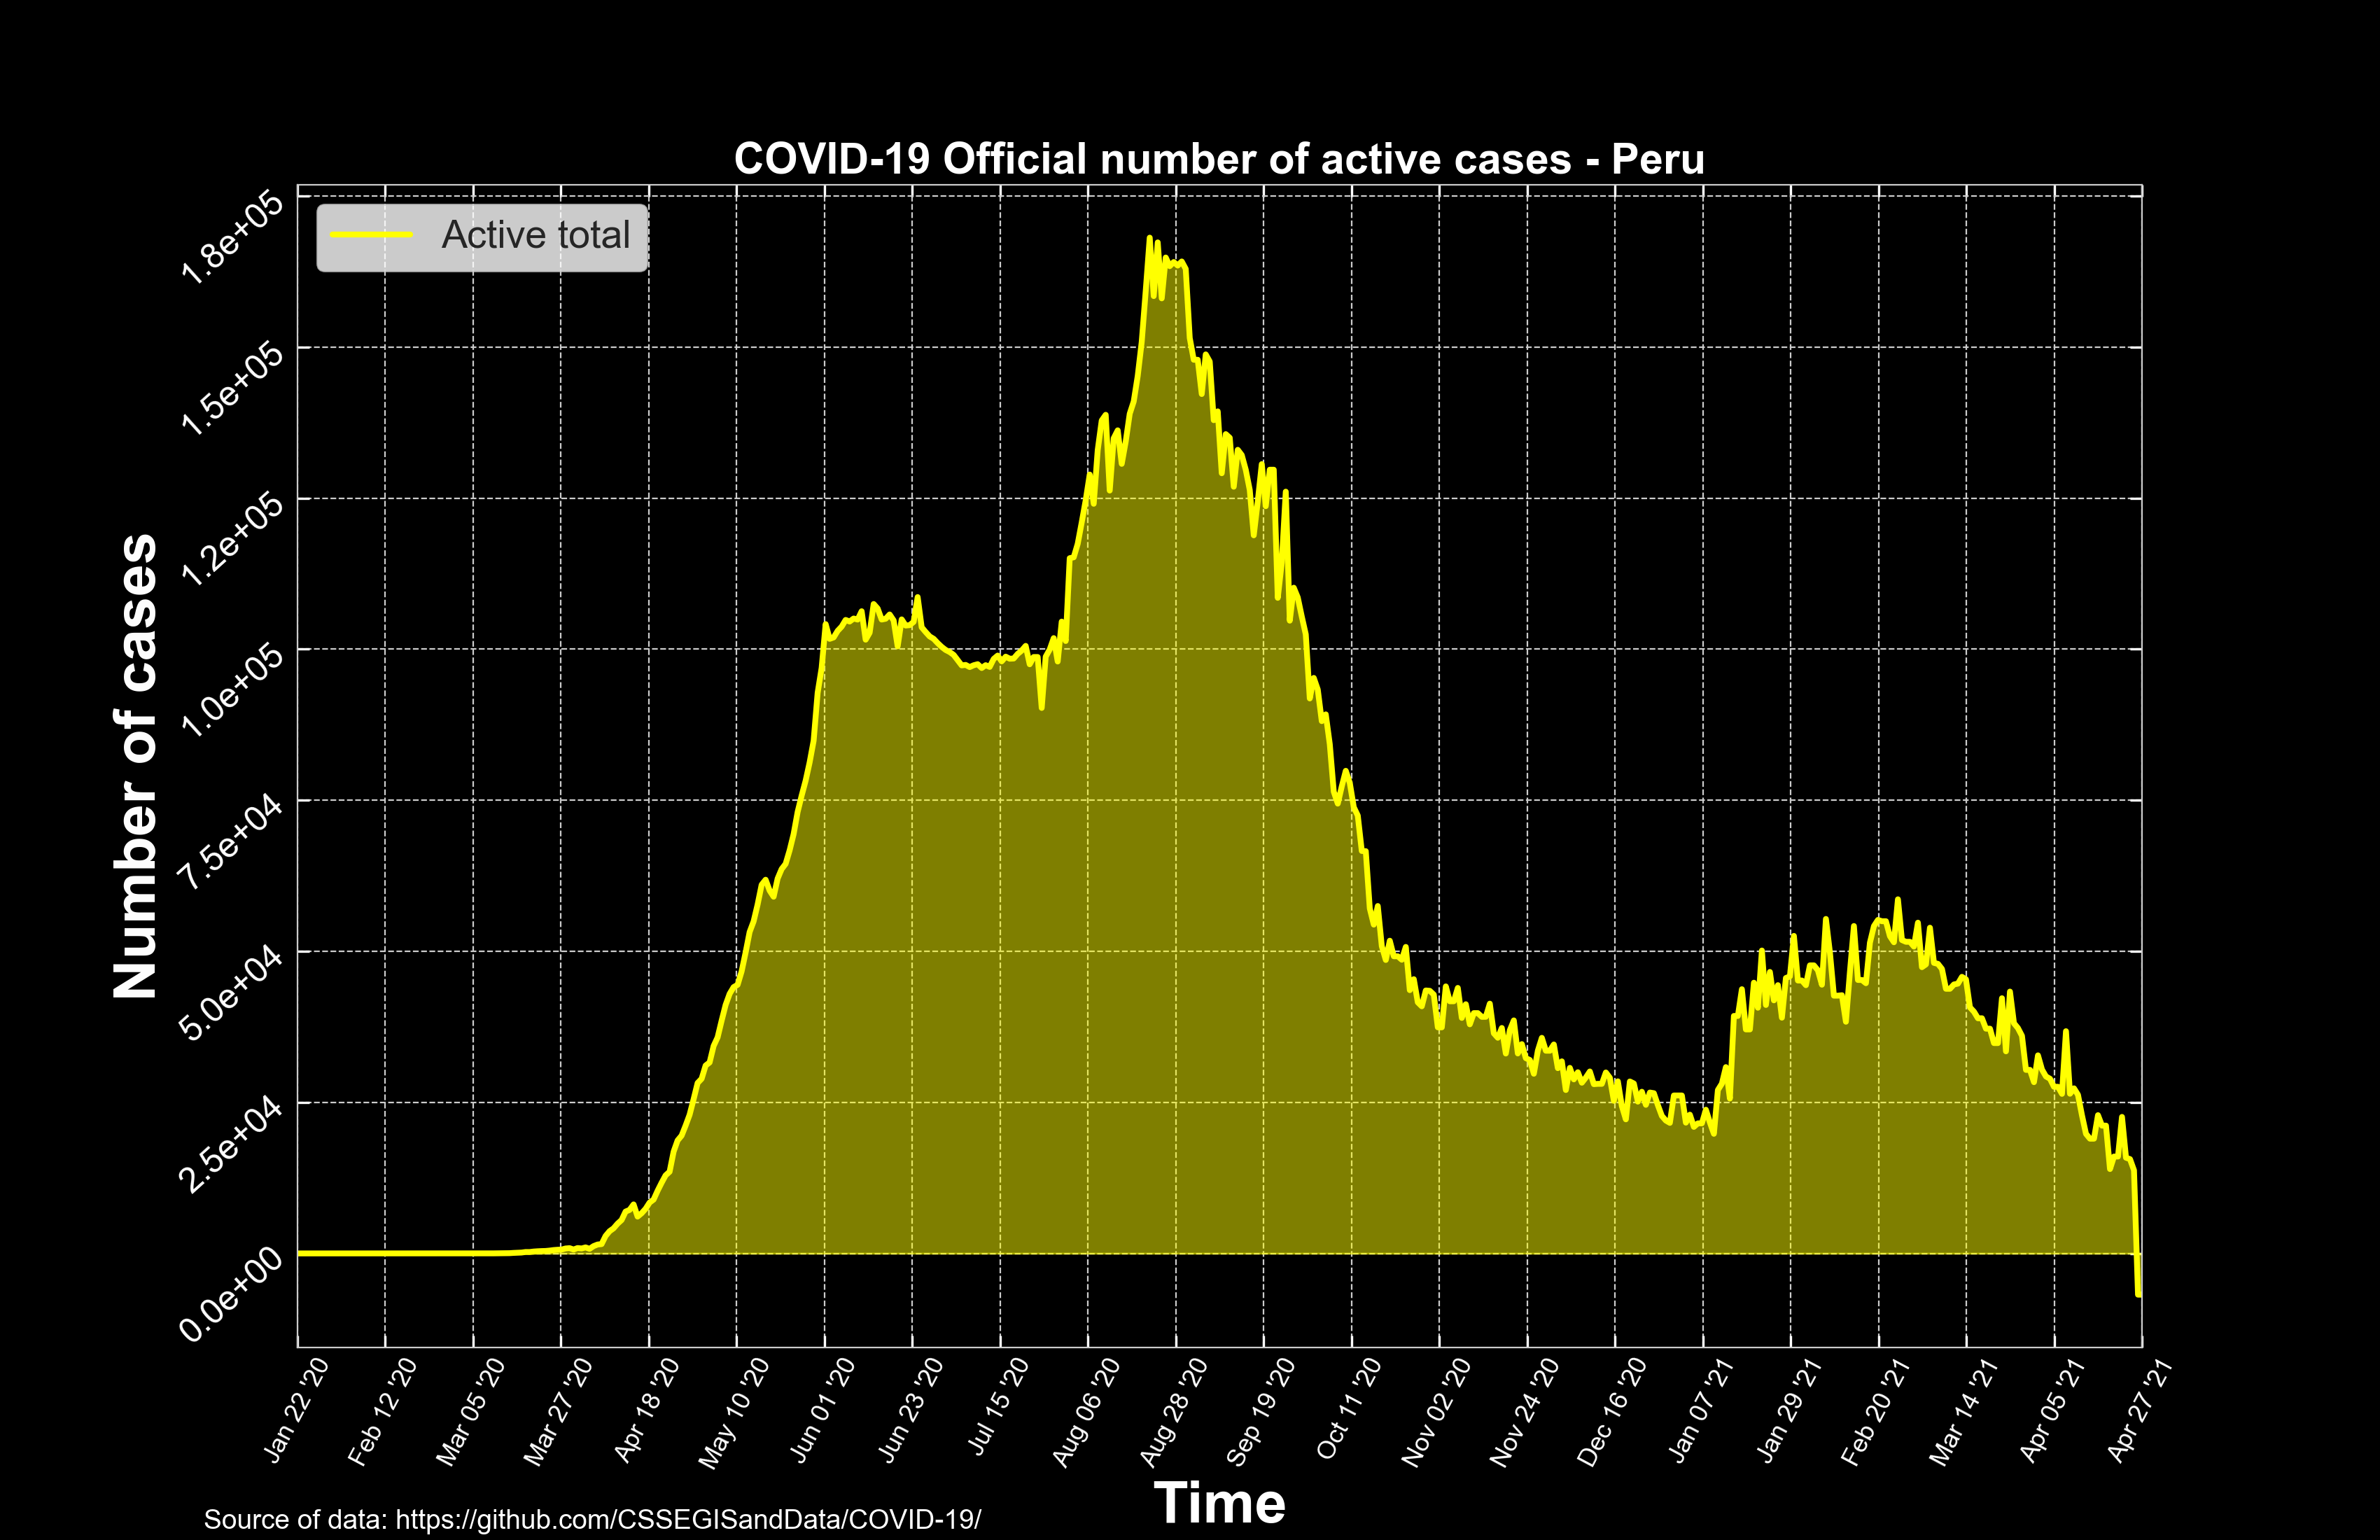 COVID-19 Official number of active cases - Peru
Active total
Number of cases
1.8e+05
1.5e+05
1.2e+05
1.0e+05
7.5e+04
5.0e+04
2.5e+04
0.0e+00
Jan 22 '20
Feb 12 '20
Mar 05 '20
Mar 27 '20
Apr 18 '20
May 10 '20
Jun 01 '20
Jun 23 '20
Jul 15 '20
Aug 06 '20
Aug 28 '20
Sep 19 '20
Oct 11 '20
Nov 02 '20
Nov 24 '20
Dec 16 '20
Jan 07 '21
Jan 29 '21
Feb 20 '21
Mar 14 '21
Apr 05 '21
Apr 27 '21
Time
Source of data: https://github.com/CSSEGISandData/COVID-19/